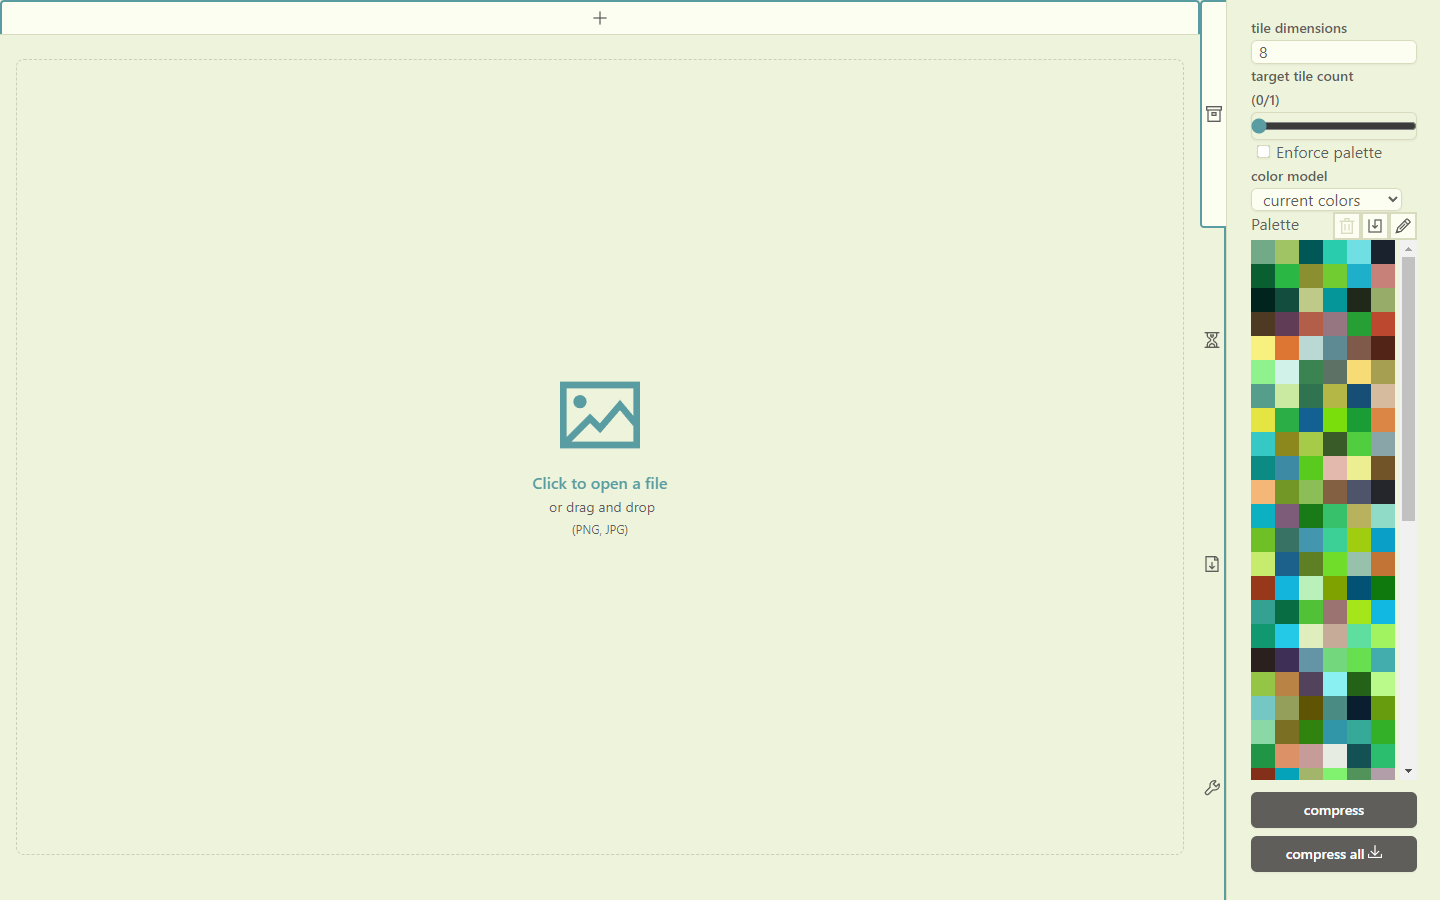 tile dimensions
8
target tile count
(0/1)
Enforce palette
color model
current colors
Palette
Click to open a file
or drag and drop
(PNG, JPG)
compress
compress all